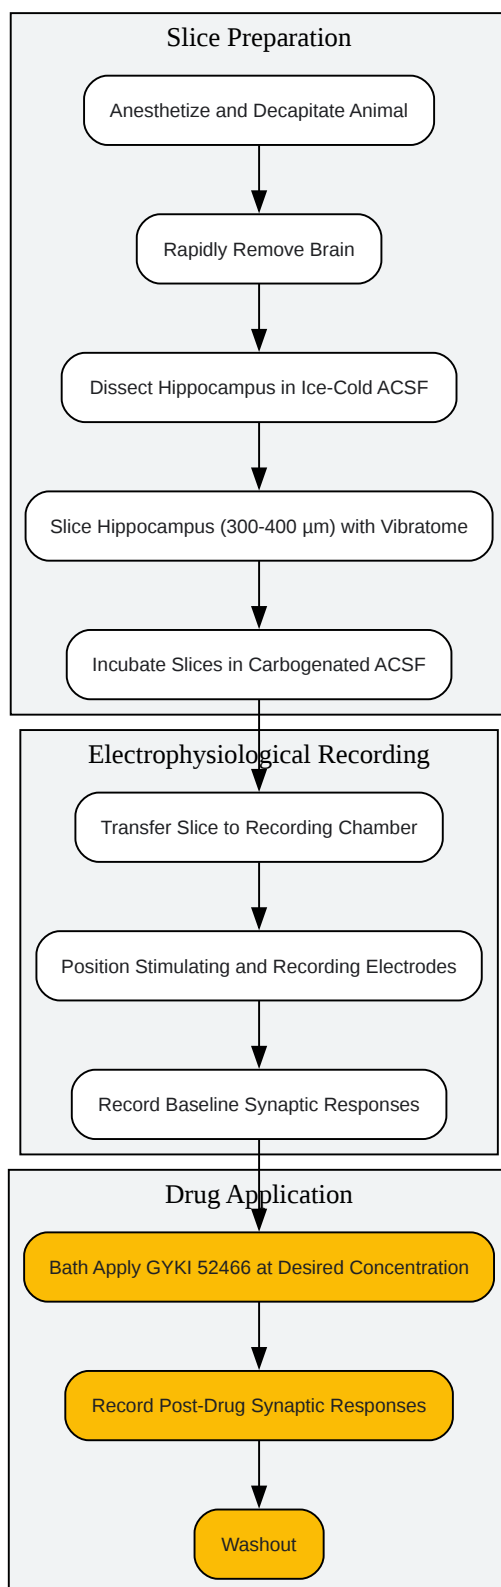 Slice Preparation
Anesthetize and Decapitate Animal
Rapidly Remove Brain
Dissect Hippocampus in Ice-Cold ACSF
Slice Hippocampus (300-400 µm) with Vibratome
Incubate Slices in Carbogenated ACSF
Electrophysiological Recording
Transfer Slice to Recording Chamber
Position Stimulating and Recording Electrodes
Record Baseline Synaptic Responses
Drug Application
Bath Apply GYKI 52466 at Desired Concentration
Record Post-Drug Synaptic Responses
Washout